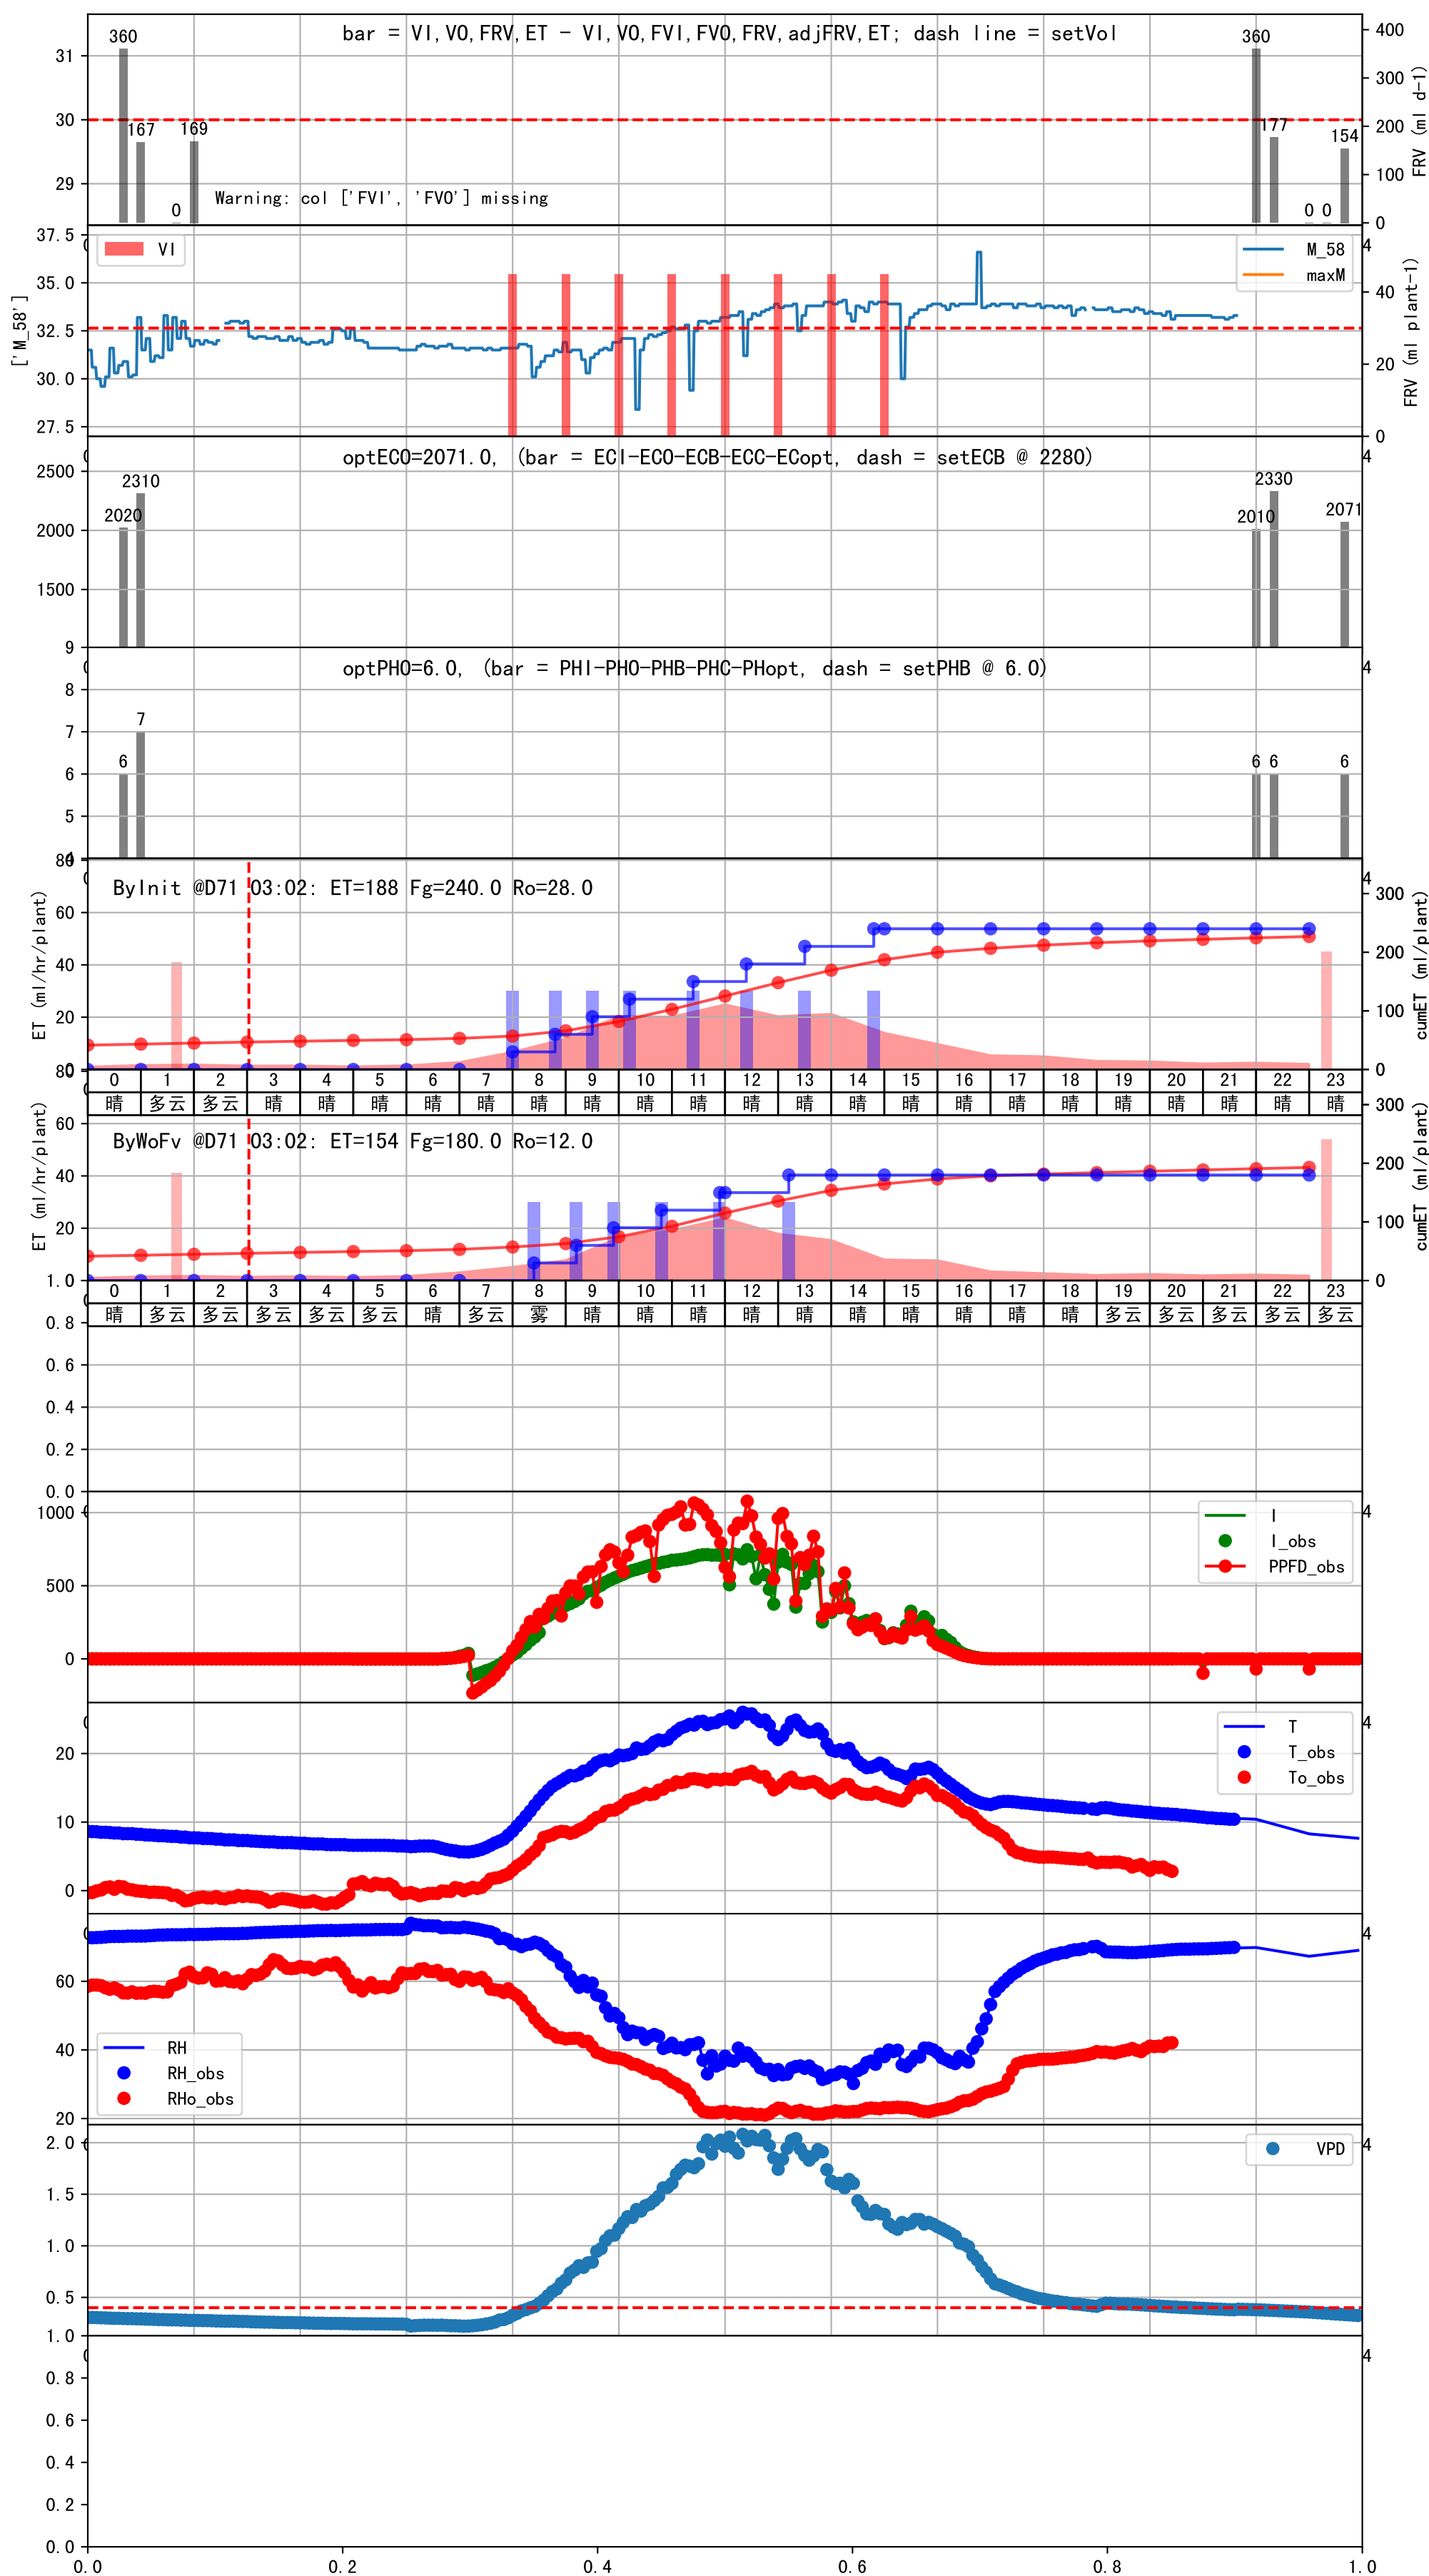 bar = VI,VO,FRV,ET - VI,VO,FVI,FVO,FRV,adjFRV,ET; dash line = setVol
360 167 0 169 360 177 0 0 154
Warning: col ['FVI', 'FVO'] missing
31 30 29
400 300 200 100 0
FRV (ml d-1)
VI
M_58
maxM
['M_58']
37.5 35.0 32.5 30.0 27.5
40 20 0
FRV (ml plant-1)
optECO=2071.0, (bar = ECI-ECO-ECB-ECC-ECopt, dash = setECB @ 2280)
2020 2310 2010 2330 2071
2500 2000 1500
9
optPHO=6.0, (bar = PHI-PHO-PHB-PHC-PHopt, dash = setPHB @ 6.0)
6 7 6 6 6
8 7 6 5 4
ByInit @D71 03:02: ET=188 Fg=240.0 Ro=28.0
ET (ml/hr/plant)
80 60 40 20 0
300 200 100 0
cumET (ml/plant)
0 1 2 3 4 5 6 7 8 9 10 11 12 13 14 15 16 17 18 19 20 21 22 23
晴 多云 多云 晴 晴 晴 晴 晴 晴 晴 晴 晴 晴 晴 晴 晴 晴 晴 晴 晴 晴 晴 晴 晴
ByWoFv @D71 03:02: ET=154 Fg=180.0 Ro=12.0
ET (ml/hr/plant)
80 60 40 20
300 200 100 0
cumET (ml/plant)
0 1 2 3 4 5 6 7 8 9 10 11 12 13 14 15 16 17 18 19 20 21 22 23
晴 多云 多云 多云 多云 多云 晴 多云 雾 晴 晴 晴 晴 晴 晴 晴 晴 晴 晴 多云 多云 多云 晴 多云
1.0 0.8 0.6 0.4 0.2 0.0
I
I_obs
PPFD_obs
1000 500 0
T
T_obs
To_obs
20 10 0
RH
RH_obs
RHo_obs
60 40 20
VPD
2.0 1.5 1.0 0.5
1.0 0.8 0.6 0.4 0.2 0.0
0.0 0.2 0.4 0.6 0.8 1.0